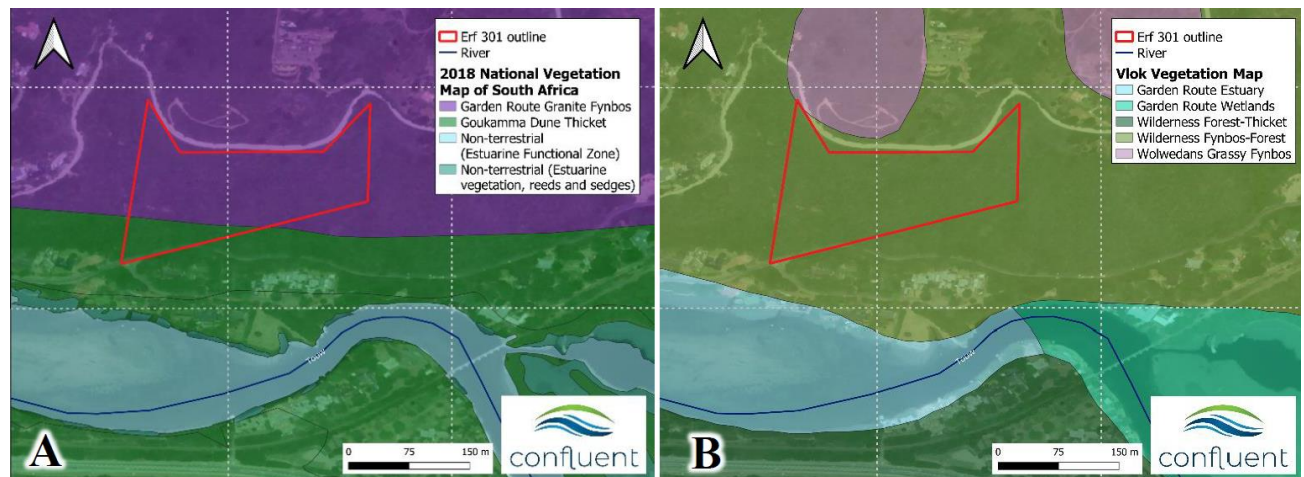 Erf 301 outline
River
2018 National Vegetation
Map of South Africa
Garden Route Granite Fynbos
Goukamma Dune Thicket
Non-terrestrial
(Estuarine Functional Zone)
Non-terrestrial (Estuarine
vegetation, reeds and sedges)
Touw
A
0 75 150 m
confluent
Erf 301 outline
River
Vlok Vegetation Map
Garden Route Estuary
Garden Route Wetlands
Wilderness Forest-Thicket
Wilderness Fynbos-Forest
Wolwedans Grassy Fynbos
Touw
B
0 75 150 m
confluent